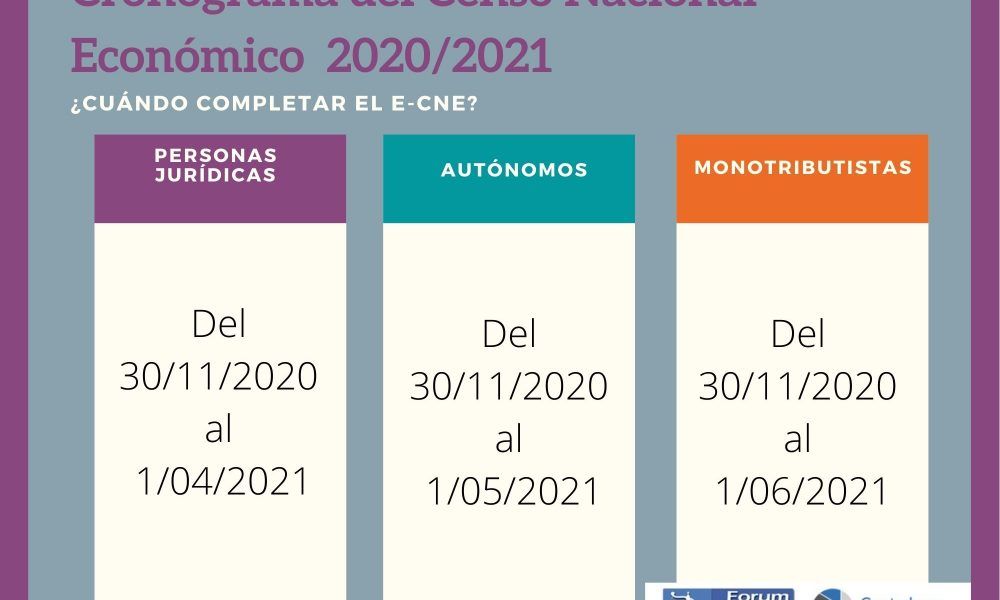 Cronograma del Censo Nacional
Económico 2020/2021
¿CUÁNDO COMPLETAR EL E-CNE?
PERSONAS
JURÍDICAS
Del
30/11/2020
al
1/04/2021
AUTÓNOMOS
Del
30/11/2020
al
1/05/2021
MONOTRIBUTISTAS
Del
30/11/2020
al
1/06/2021
Forum